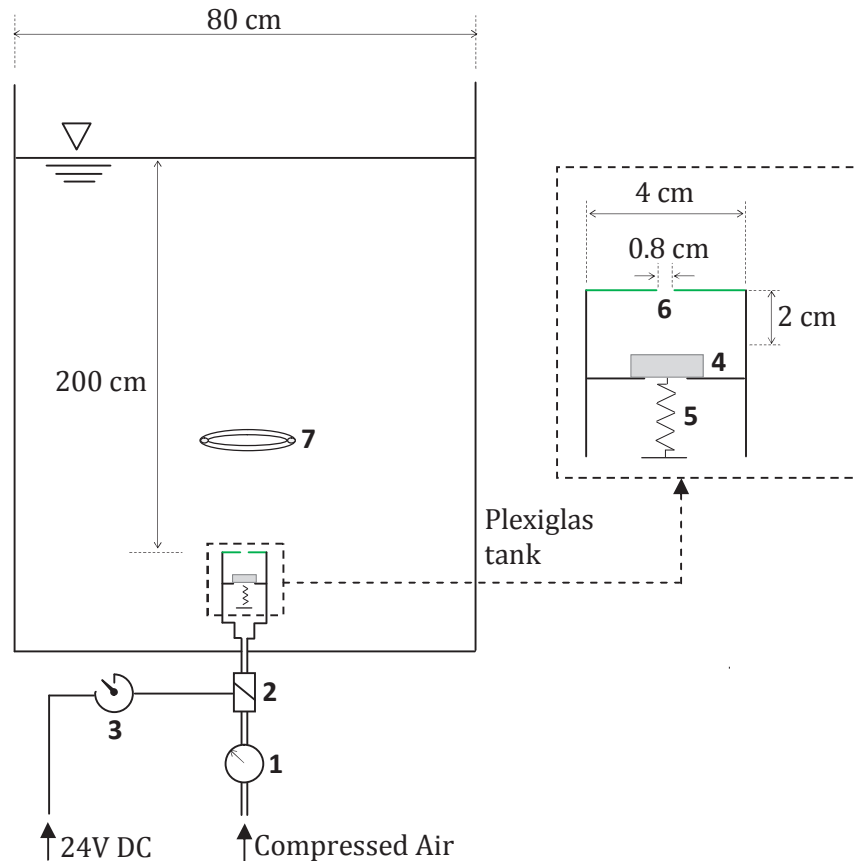 80 cm
4 cm
0.8 cm
6
2 cm
4
5
200 cm
7
Plexiglas
tank
2
3
1
24V DC
Compressed Air